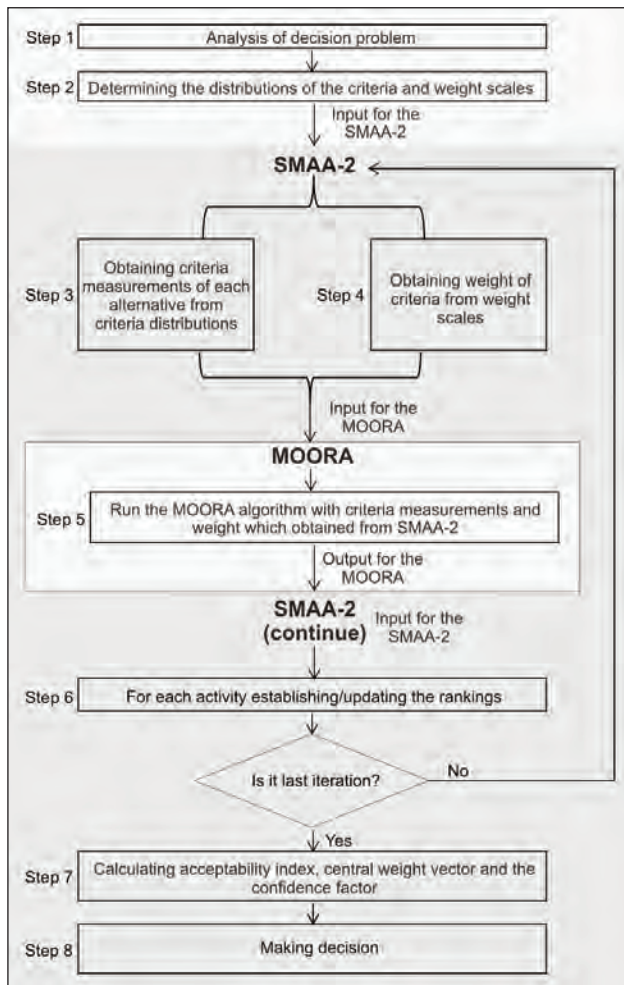 Step 1
Analysis of decision problem
Step 2
Determining the distributions of the criteria and weight scales
Input for the
SMAA-2
SMAA-2
Step 3
Obtaining criteria
measurements of each
alternative from
criteria distributions
Step 4
Obtaining weight of
criteria from weight
scales
Input for the
MOORA
MOORA
Step 5
Run the MOORA algorithm with criteria measurements and
weight which obtained from SMAA-2
Output for the
MOORA
SMAA-2
(continue)
Input for the
SMAA-2
Step 6
For each activity establishing/updating the rankings
Is it last iteration?
No
Yes
Step 7
Calculating acceptability index, central weight vector and the
confidence factor
Step 8
Making decision